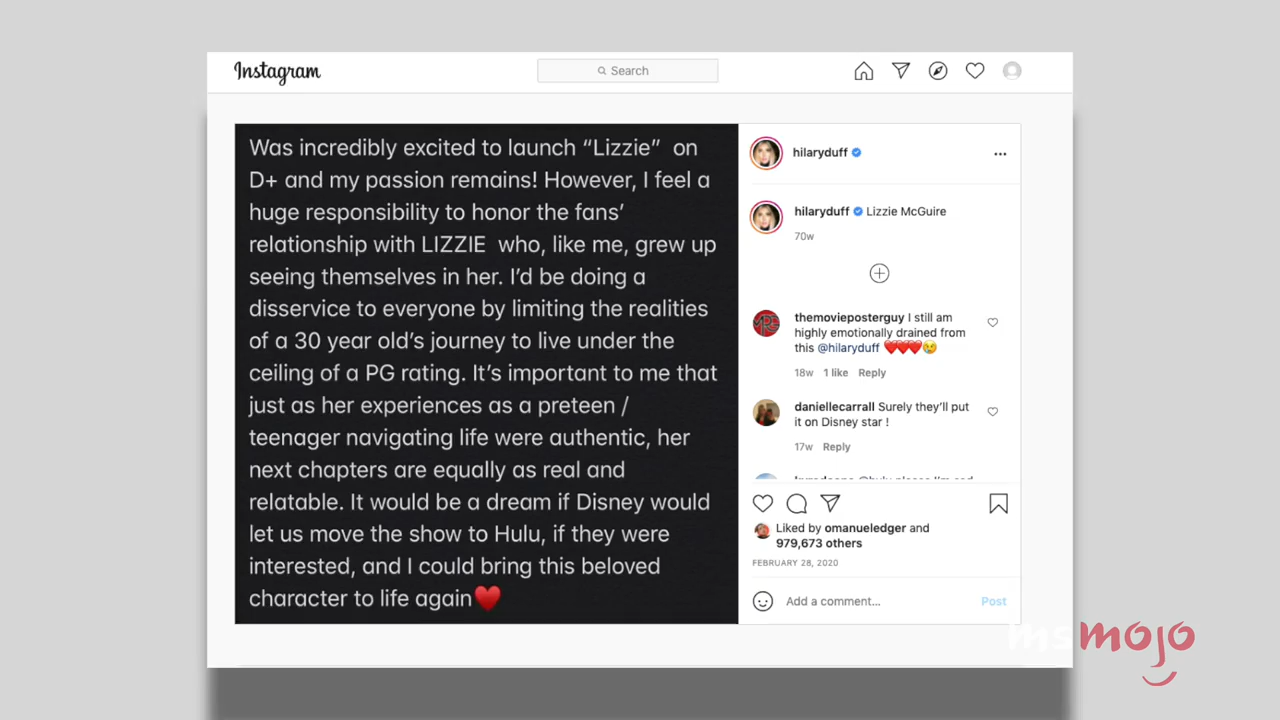 Instagram
Search
Was incredibly excited to launch “Lizzie” on
D+ and my passion remains! However, I feel a
huge responsibility to honor the fans’
relationship with LIZZIE who, like me, grew up
seeing themselves in her. I’d be doing a
disservice to everyone by limiting the realities
of a 30 year old’s journey to live under the
ceiling of a PG rating. It’s important to me that
just as her experiences as a preteen /
teenager navigating life were authentic, her
next chapters are equally as real and
relatable. It would be a dream if Disney would
let us move the show to Hulu, if they were
interested, and I could bring this beloved
character to life again❤️
hilaryduff
hilaryduff Lizzie McGuire
70w
themovieposterguy I still am
highly emotionally drained from
this @hilaryduff ❤️❤️❤️😢
18w 1 like Reply
daniellecarrall Surely they’ll put
it on Disney star !
17w Reply
Liked by omanueledger and
979,673 others
FEBRUARY 28, 2020
Add a comment... Post
msmojo